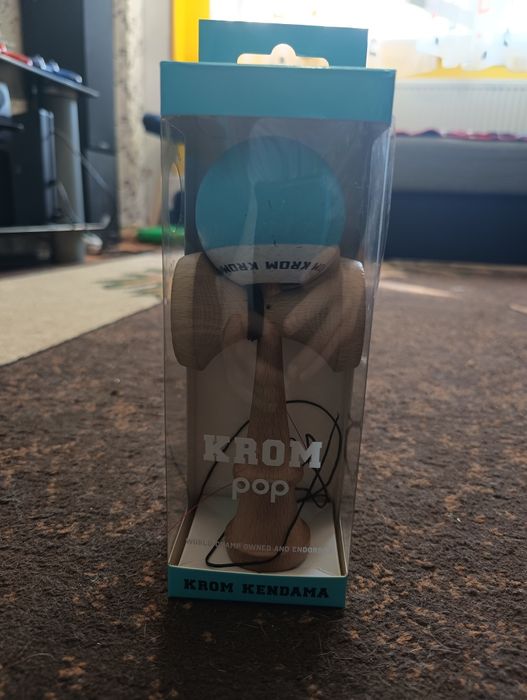 KROM KROM
KROM
pop
WORLD CHAMP OWNED AND ENDORSED
KROM KENDAMA